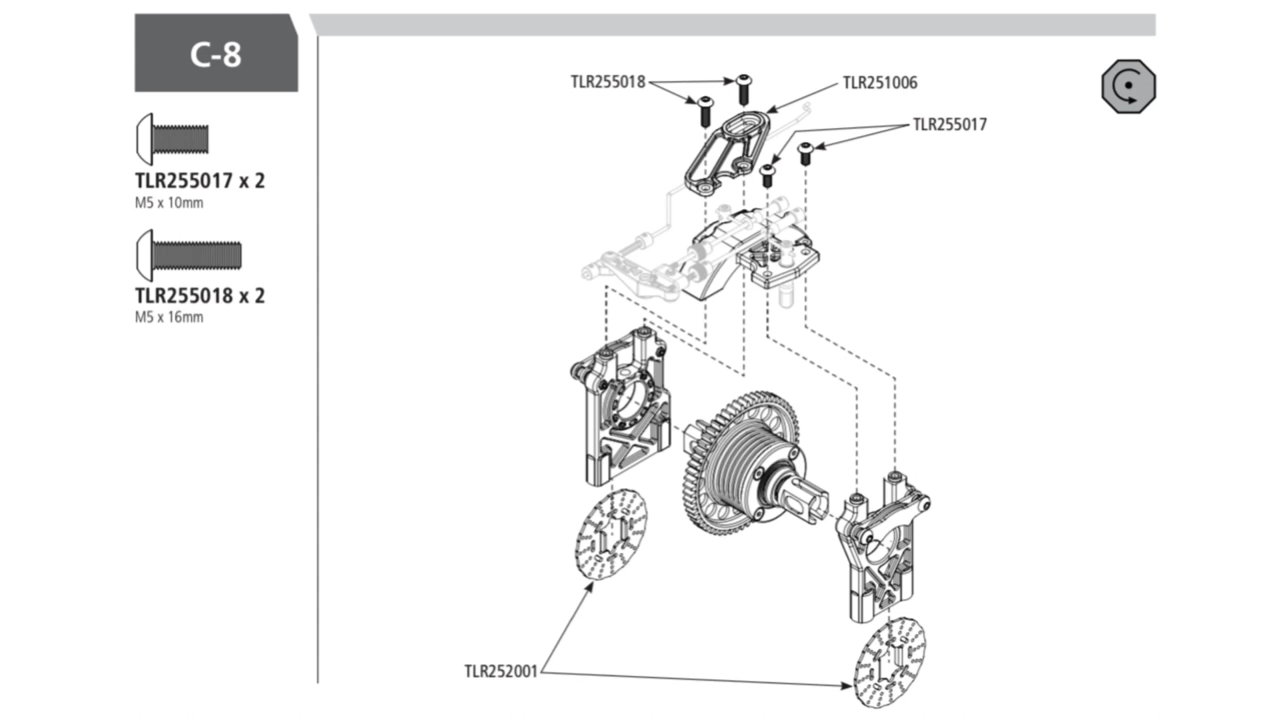 C-8
TLR255017 x 2
M5 x 10mm
TLR255018 x 2
M5 x 16mm
TLR255018
TLR251006
TLR255017
TLR252001